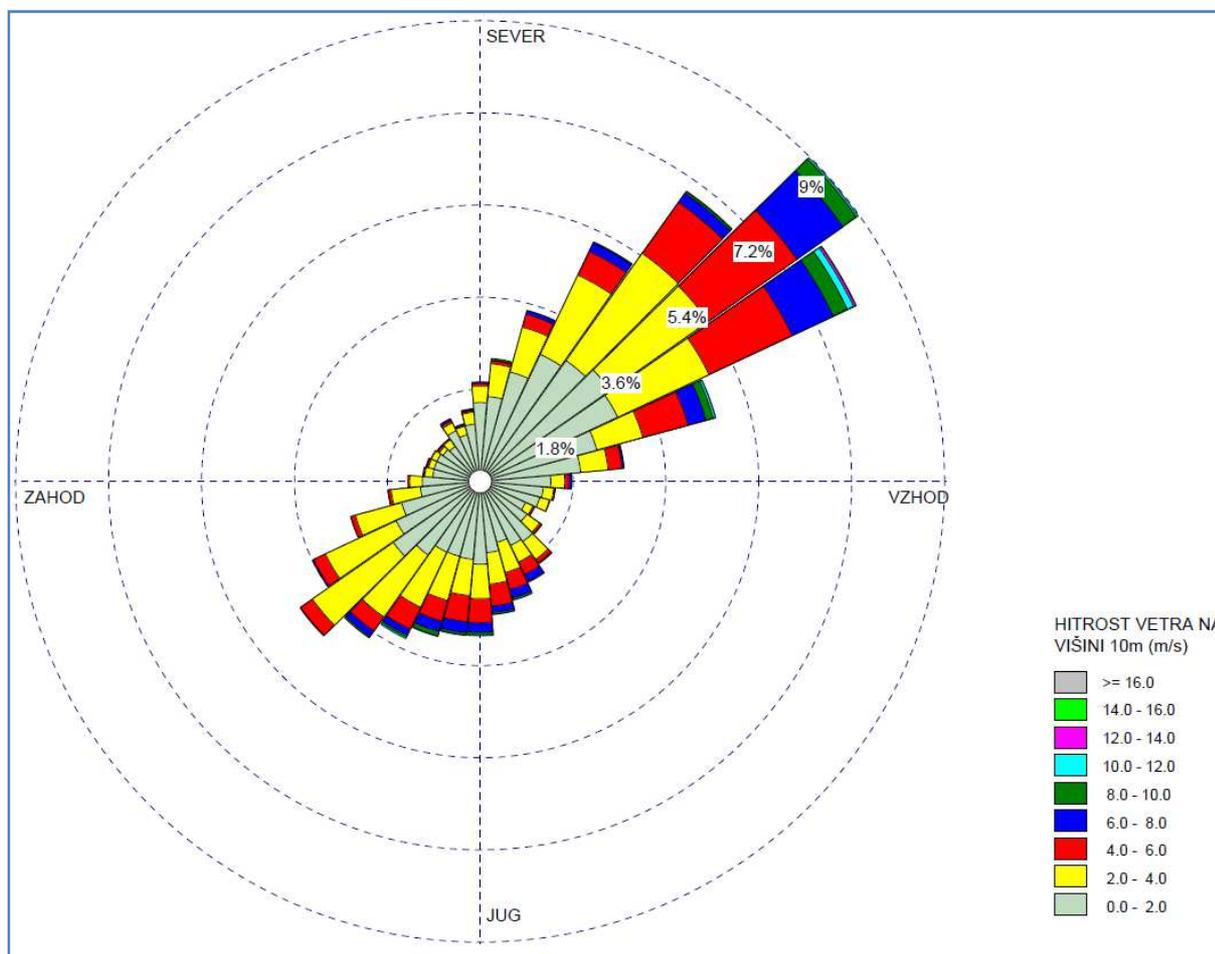 SEVER
9%
7.2%
5.4%
3.6%
1.8%
ZAHOD
VZHOD
JUG
HITROST VETRA NA
VIŠINI 10m (m/s)
>= 16.0
14.0 - 16.0
12.0 - 14.0
10.0 - 12.0
8.0 - 10.0
6.0 - 8.0
4.0 - 6.0
2.0 - 4.0
0.0 - 2.0